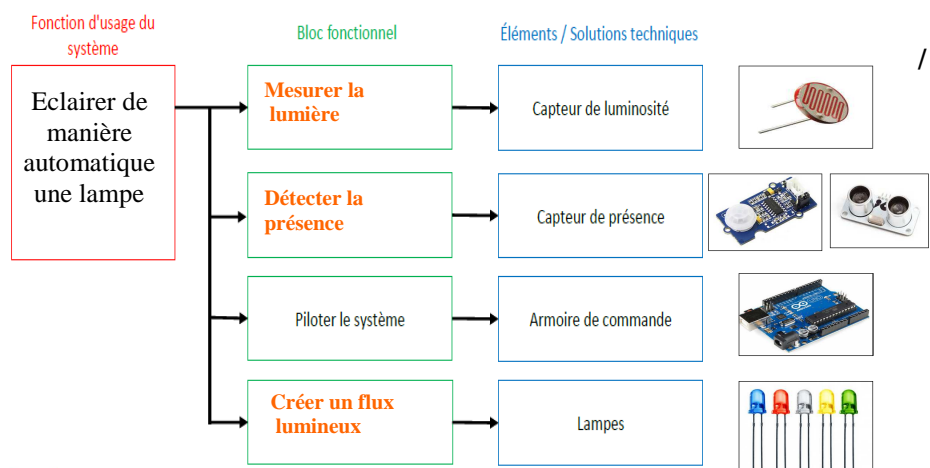 Fonction d'usage du
système
Bloc fonctionnel
Éléments / Solutions techniques
/
Eclairer de
manière
automatique
une lampe
Mesurer la
lumière
Capteur de luminosité
Détecter la
présence
Capteur de présence
Piloter le système
Armoire de commande
Créer un flux
lumineux
Lampes